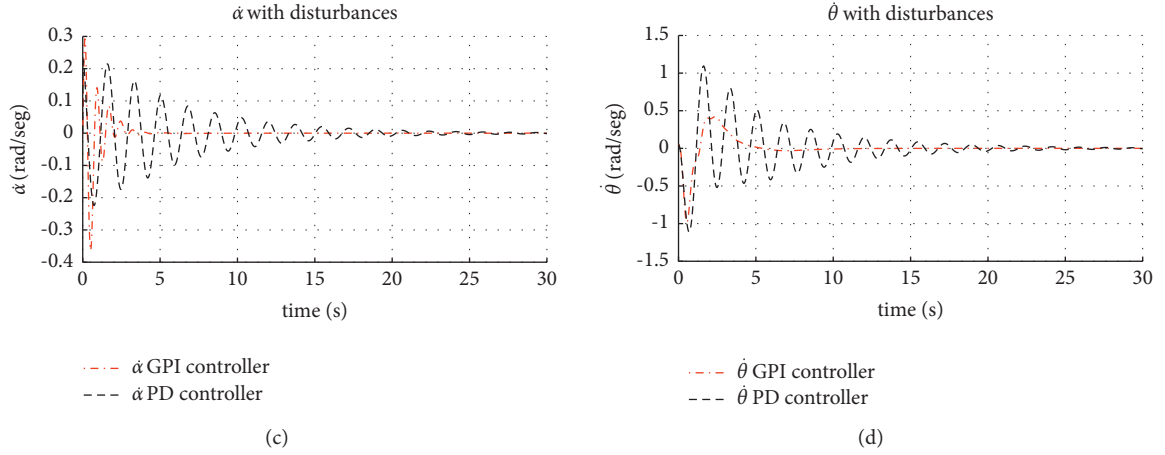 α̇ with disturbances
0.3
0.2
0.1
0
-0.1
-0.2
-0.3
-0.4
α̇ (rad/seg)
0 5 10 15 20 25 30
time (s)
α̇ GPI controller
α̇ PD controller
(c)
θ̇ with disturbances
1.5
1
0.5
0
-0.5
-1
-1.5
θ̇ (rad/seg)
0 5 10 15 20 25 30
time (s)
θ̇ GPI controller
θ̇ PD controller
(d)